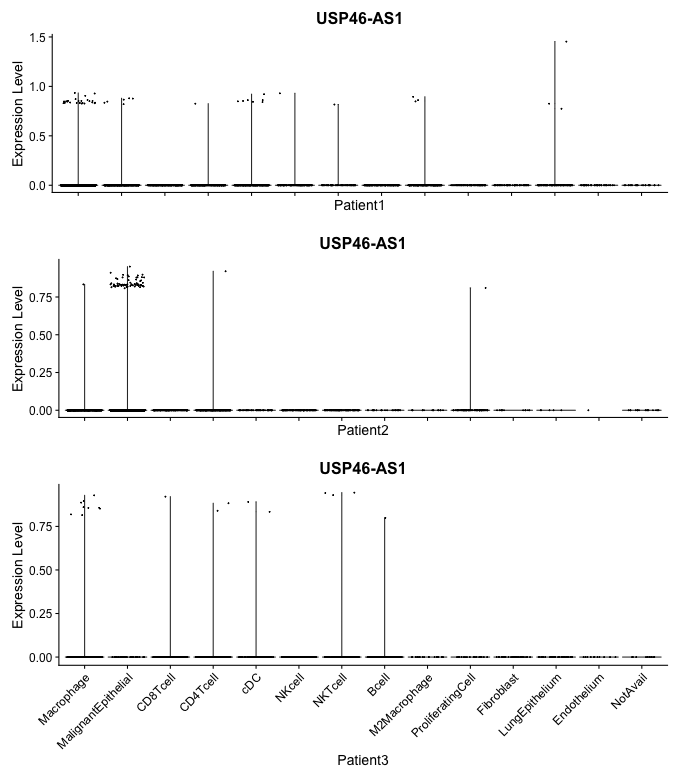 USP46-AS1
Expression Level
1.5
1.0
0.5
0.0
Patient1
USP46-AS1
Expression Level
0.75
0.50
0.25
0.00
Patient2
USP46-AS1
Expression Level
0.75
0.50
0.25
0.00
Macrophage
MalignantEpithelial
CD8Tcell
CD4Tcell
cDC
NKcell
NKTcell
Bcell
M2Macrophage
ProliferatingCell
Fibroblast
LungEpithelium
Endothelium
NotAvail
Patient3